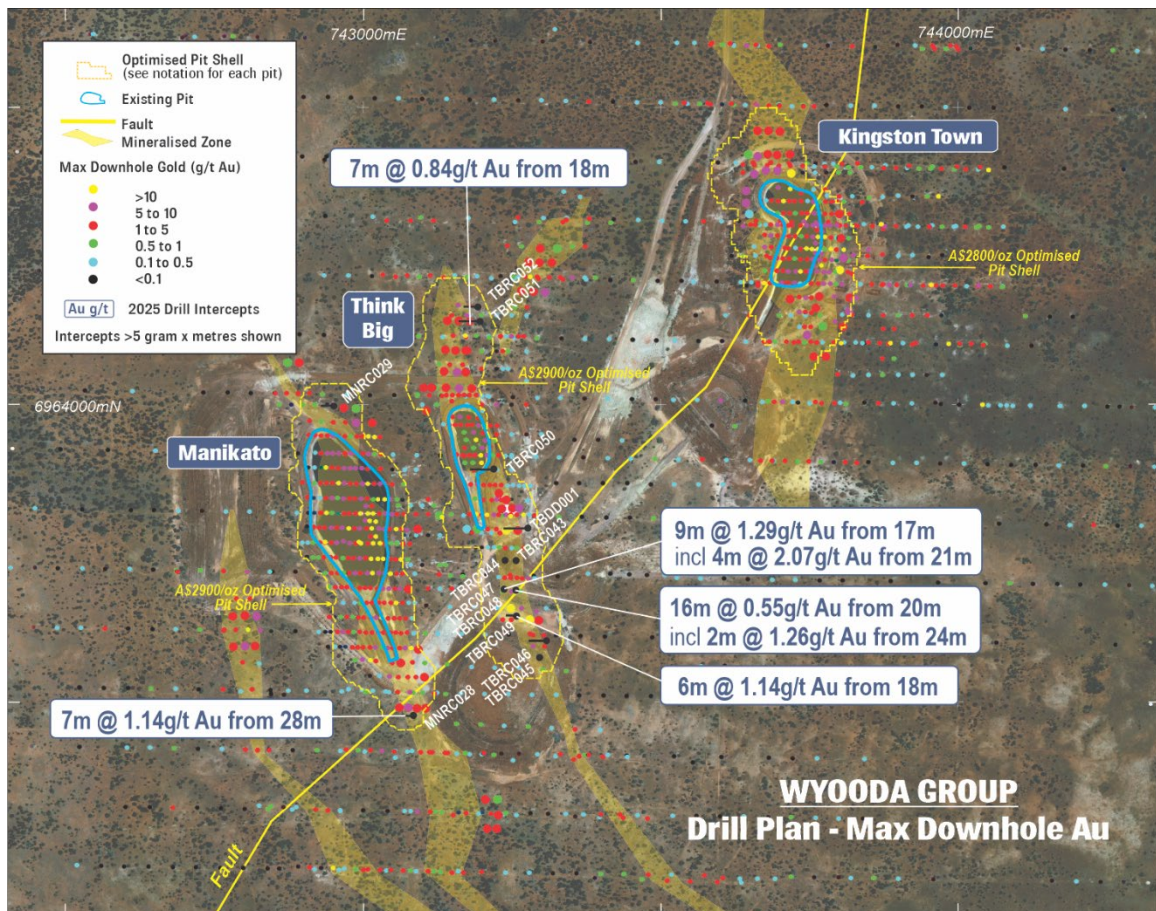 743000mE
744000mE
Optimised Pit Shell
(see notation for each pit)
Existing Pit
Fault
Mineralised Zone
Max Downhole Gold (g/t Au)
>10
5 to 10
1 to 5
0.5 to 1
0.1 to 0.5
<0.1
Au g/t 2025 Drill Intercepts
Intercepts >5 gram x metres shown
Kingston Town
7m @ 0.84g/t Au from 18m
A$2800/oz Optimised
Pit Shell
TBRC052
TBRC051
Think
Big
A$2900/oz Optimised
Pit Shell
MNRC029
6964000mN
Manikato
TBRC050
TBDD001
TBRC043
9m @ 1.29g/t Au from 17m
incl 4m @ 2.07g/t Au from 21m
TBRC044
TBRC047
TBRC048
A$2900/oz Optimised
Pit Shell
16m @ 0.55g/t Au from 20m
incl 2m @ 1.26g/t Au from 24m
TBRC049
TBRC046
TBRC045
6m @ 1.14g/t Au from 18m
MNRC028
7m @ 1.14g/t Au from 28m
WYOODA GROUP
Drill Plan - Max Downhole Au
Fault